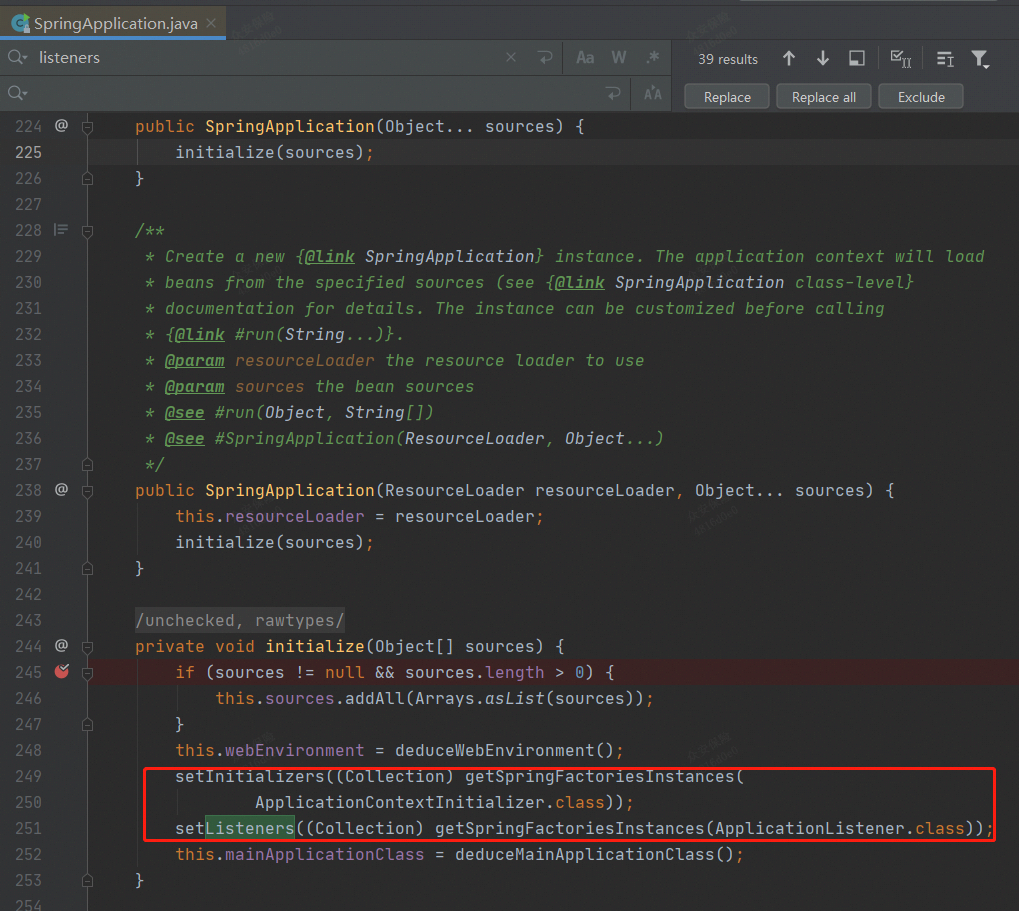 SpringApplication.java
listeners
Aa W .*
39 results
Replace Replace all Exclude
224 @ public SpringApplication(Object... sources) {
225 initialize(sources);
226 }
227
228 /**
229 * Create a new {@link SpringApplication} instance. The application context will load
230 * beans from the specified sources (see {@link SpringApplication class-level}
231 * documentation for details. The instance can be customized before calling
232 * {@link #run(String...)}.
233 * @param resourceLoader the resource loader to use
234 * @param sources the bean sources
235 * @see #run(Object, String[])
236 * @see #SpringApplication(ResourceLoader, Object...)
237 */
238 @ public SpringApplication(ResourceLoader resourceLoader, Object... sources) {
239 this.resourceLoader = resourceLoader;
240 initialize(sources);
241 }
242
243 /unchecked, rawtypes/
244 @ private void initialize(Object[] sources) {
245 if (sources != null && sources.length > 0) {
246 this.sources.addAll(Arrays.asList(sources));
247 }
248 this.webEnvironment = deduceWebEnvironment();
249 setInitializers((Collection) getSpringFactoriesInstances(
250 ApplicationContextInitializer.class));
251 setListeners((Collection) getSpringFactoriesInstances(ApplicationListener.class));
252 this.mainApplicationClass = deduceMainApplicationClass();
253 }
254